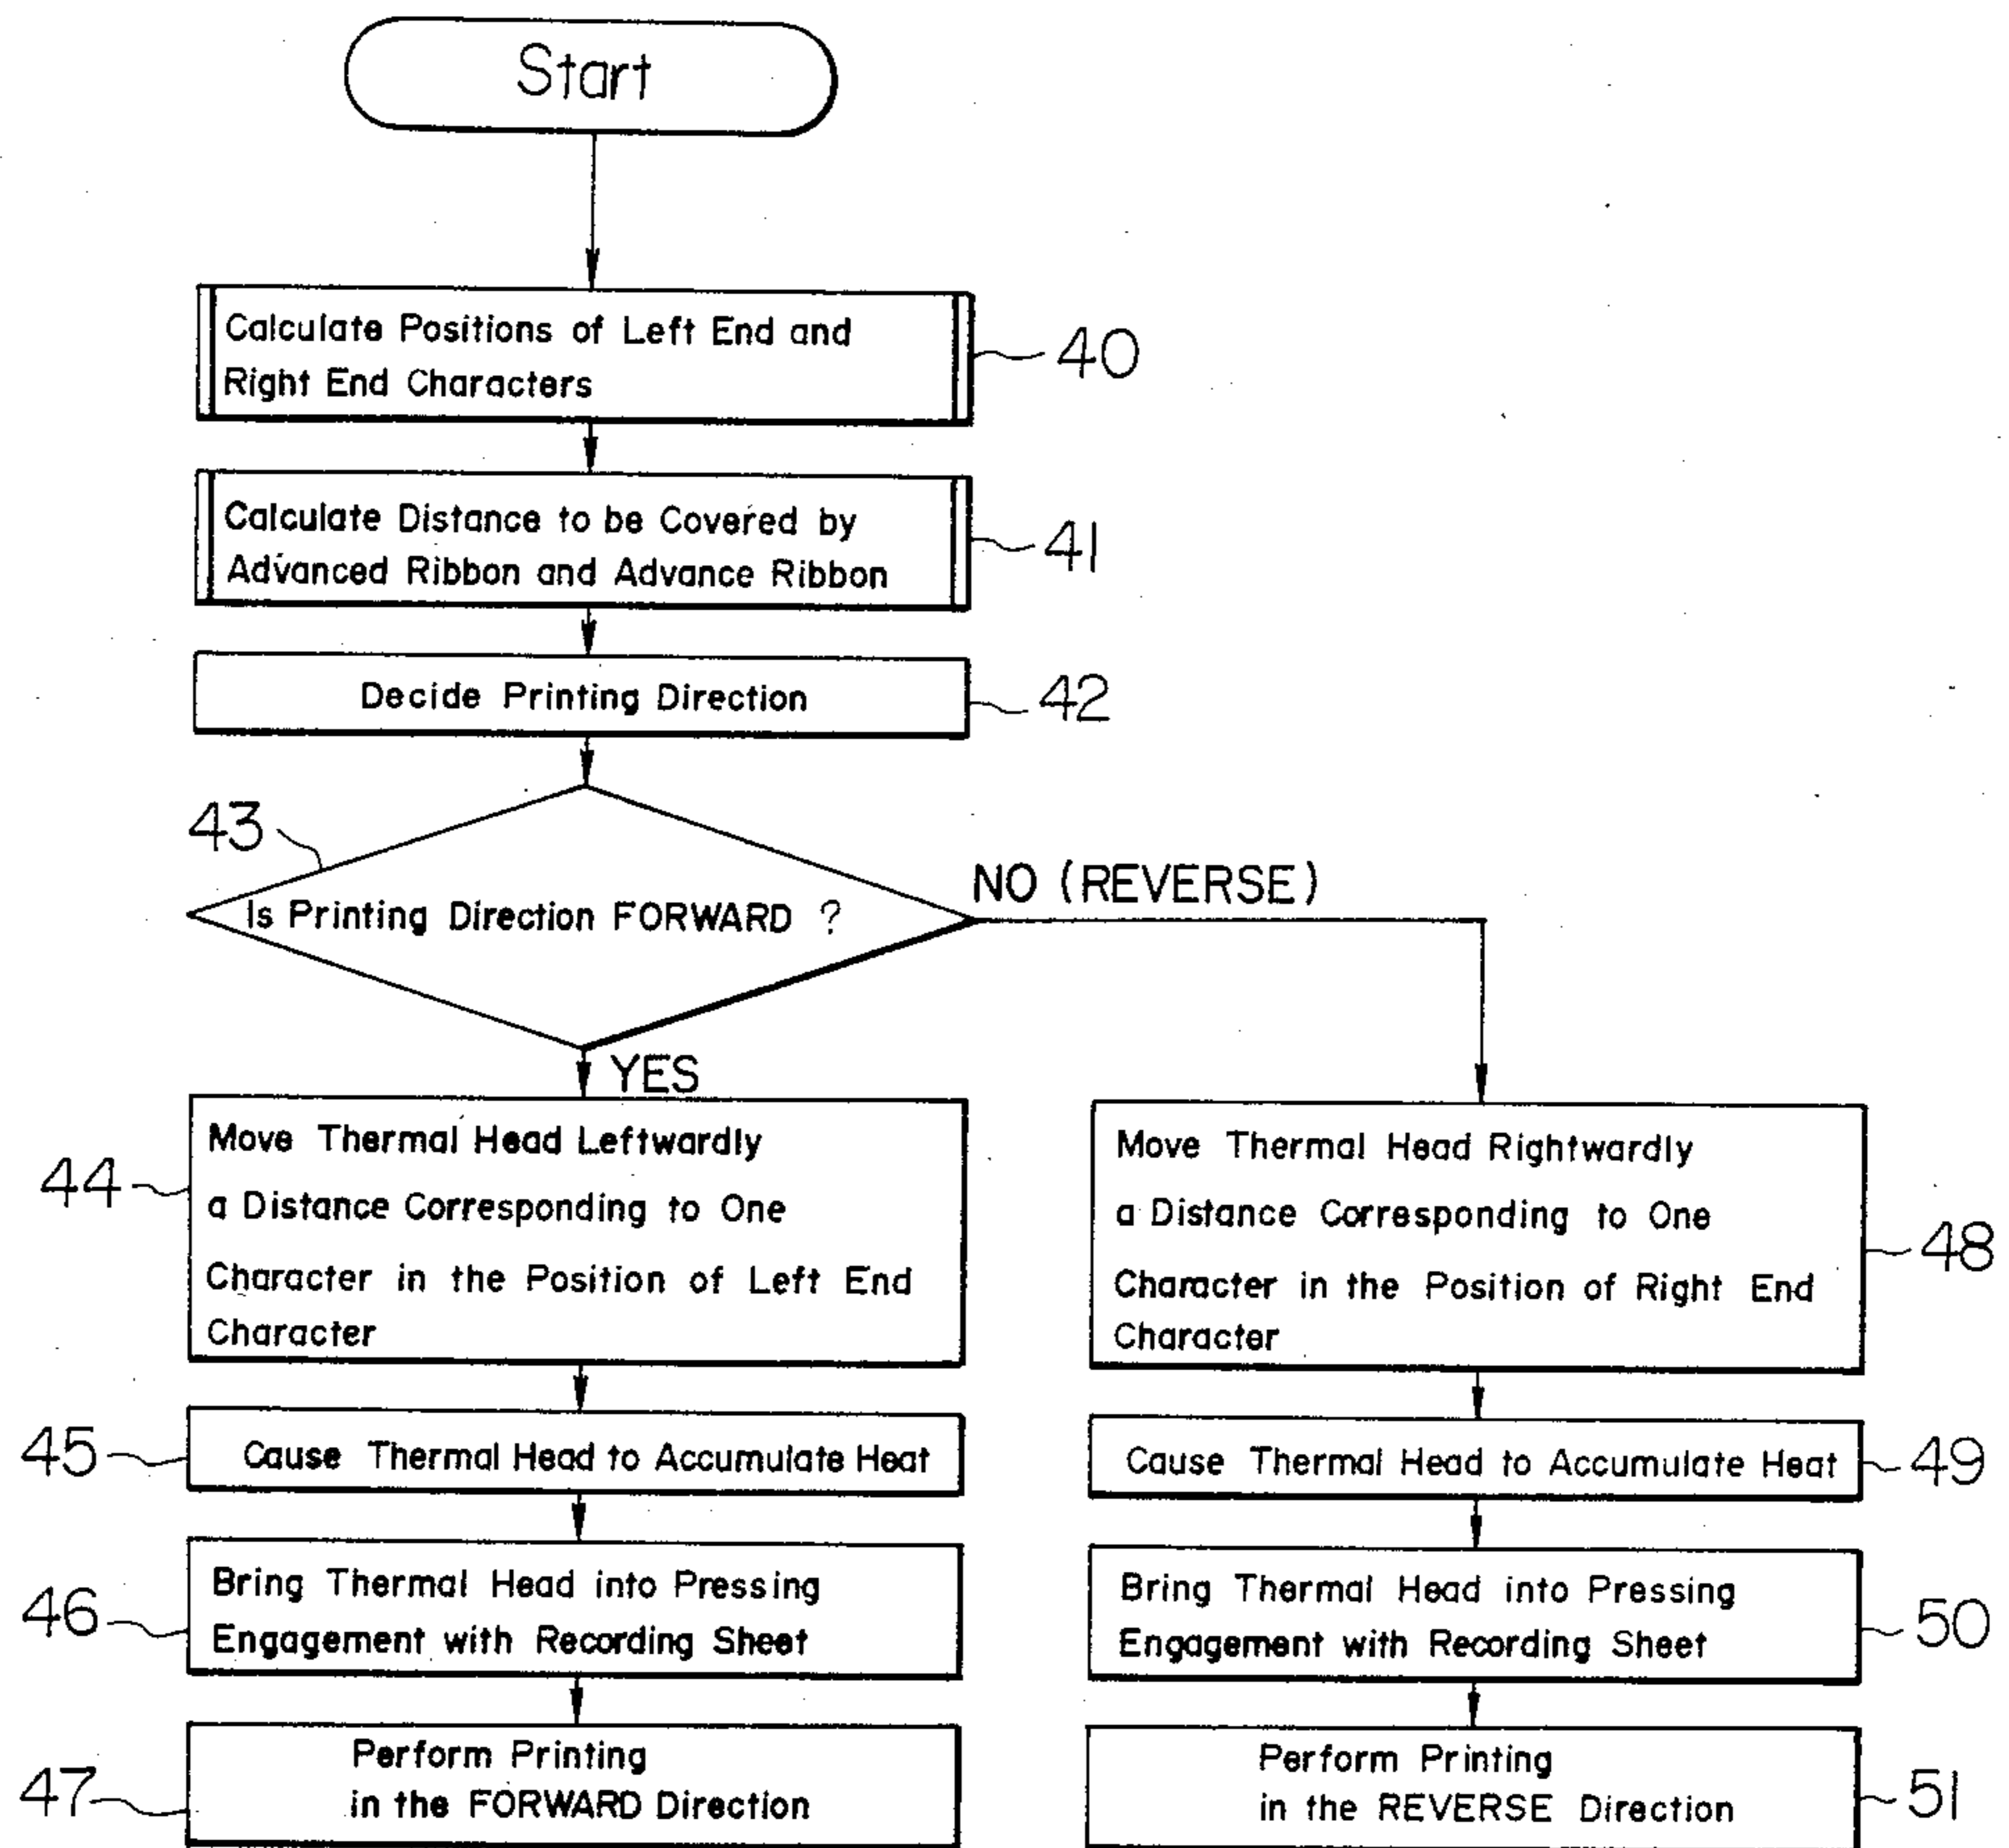 Start
Calculate Positions of Left End and
Right End Characters
40
Calculate Distance to be Covered by
Advanced Ribbon and Advance Ribbon
41
Decide Printing Direction
42
43
Is Printing Direction FORWARD ?
NO (REVERSE)
YES
44
Move Thermal Head Leftwardly
a Distance Corresponding to One
Character in the Position of Left End
Character
45
Cause Thermal Head to Accumulate Heat
46
Bring Thermal Head into Pressing
Engagement with Recording Sheet
47
Perform Printing
in the FORWARD Direction
Move Thermal Head Rightwardly
a Distance Corresponding to One
Character in the Position of Right End
Character
48
Cause Thermal Head to Accumulate Heat
49
Bring Thermal Head into Pressing
Engagement with Recording Sheet
50
Perform Printing
in the REVERSE Direction
51